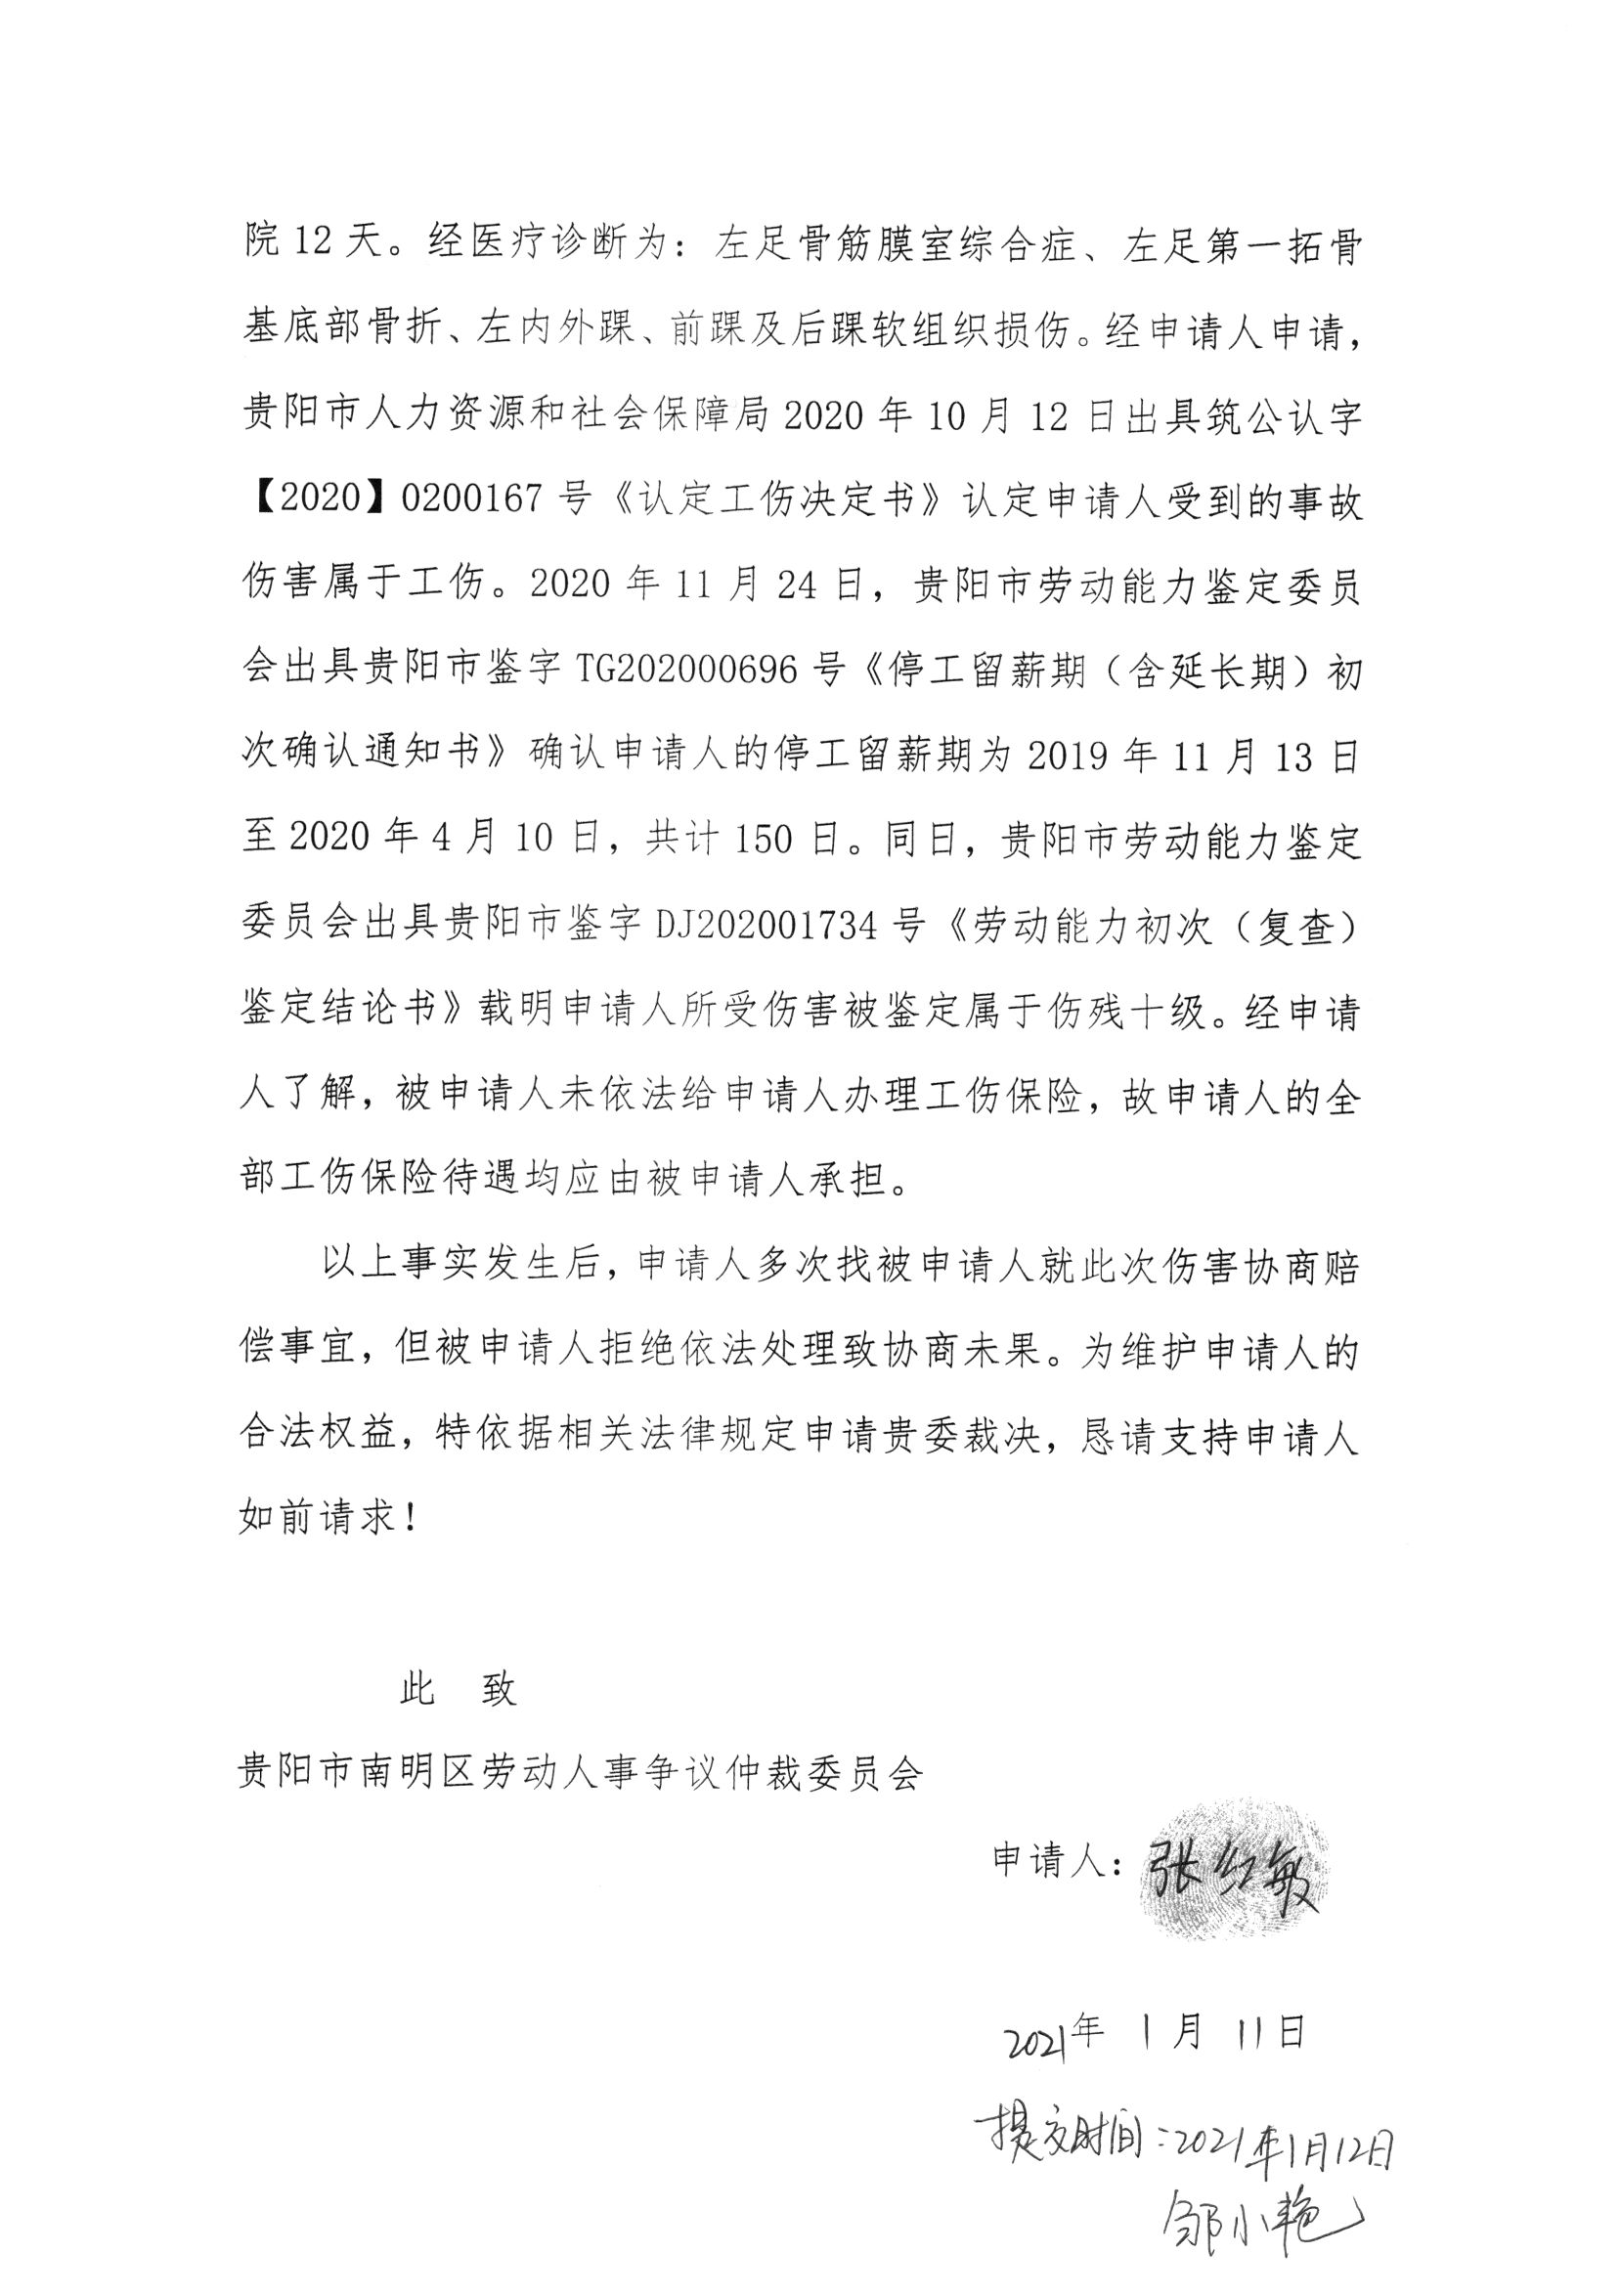 院 12 天。经医疗诊断为：左足骨筋膜室综合症、左足第一拓骨
基底部骨折、左内外踝、前踝及后踝软组织损伤。经申请人申请，
贵阳市人力资源和社会保障局 2020 年 10 月 12 日出具筑公认字
【2020】0200167 号《认定工伤决定书》认定申请人受到的事故
伤害属于工伤。2020 年 11 月 24 日，贵阳市劳动能力鉴定委员
会出具贵阳市鉴字 TG202000696 号《停工留薪期（含延长期）初
次确认通知书》确认申请人的停工留薪期为 2019 年 11 月 13 日
至 2020 年 4 月 10 日，共计 150 日。同日，贵阳市劳动能力鉴定
委员会出具贵阳市鉴字 DJ202001734 号《劳动能力初次（复查）
鉴定结论书》载明申请人所受伤害被鉴定属于伤残十级。经申请
人了解，被申请人未依法给申请人办理工伤保险，故申请人的全
部工伤保险待遇均应由被申请人承担。
以上事实发生后，申请人多次找被申请人就此次伤害协商赔
偿事宜，但被申请人拒绝依法处理致协商未果。为维护申请人的
合法权益，特依据相关法律规定申请贵委裁决，恳请支持申请人
如前请求！
此 致
贵阳市南明区劳动人事争议仲裁委员会
申请人：张红敏
2021年 1 月 11日
提交时间：2021年1月12日
邹小艳